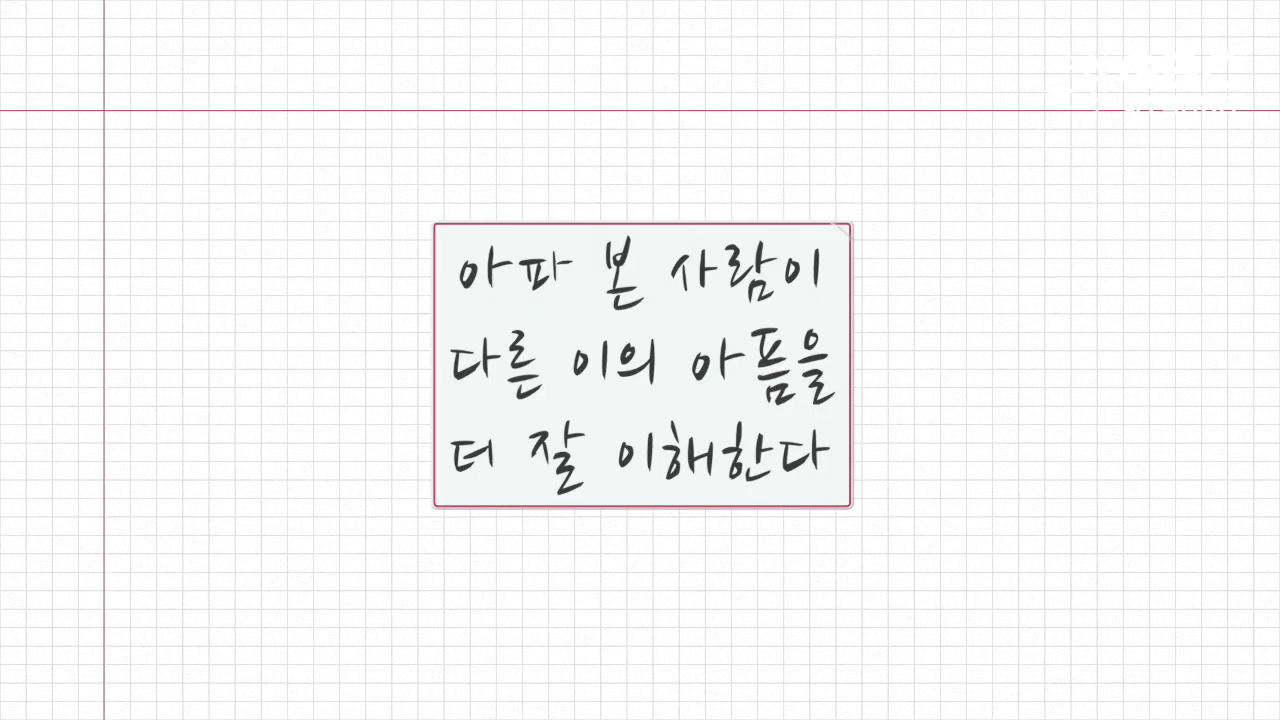 아파 본 사람이
다른 이의 아픔을
더 잘 이해한다